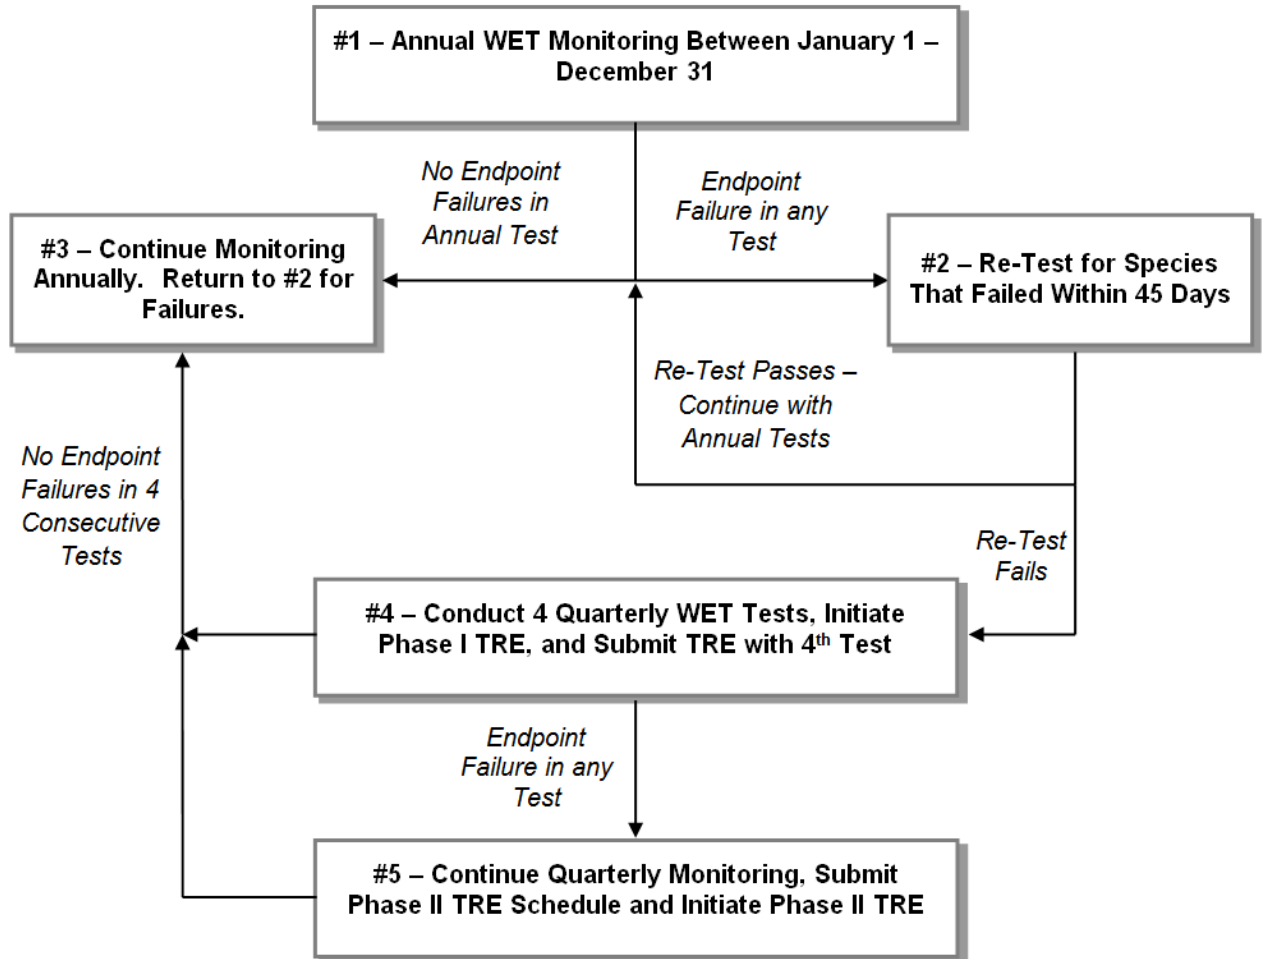 #1 – Annual WET Monitoring Between January 1 –
December 31
No Endpoint
Failures in
Annual Test
Endpoint
Failure in any
Test
#3 – Continue Monitoring
Annually.  Return to #2 for
Failures.
#2 – Re-Test for Species
That Failed Within 45 Days
Re-Test Passes –
Continue with
Annual Tests
No Endpoint
Failures in 4
Consecutive
Tests
Re-Test
Fails
#4 – Conduct 4 Quarterly WET Tests, Initiate
Phase I TRE, and Submit TRE with 4th Test
Endpoint
Failure in any
Test
#5 – Continue Quarterly Monitoring, Submit
Phase II TRE Schedule and Initiate Phase II TRE